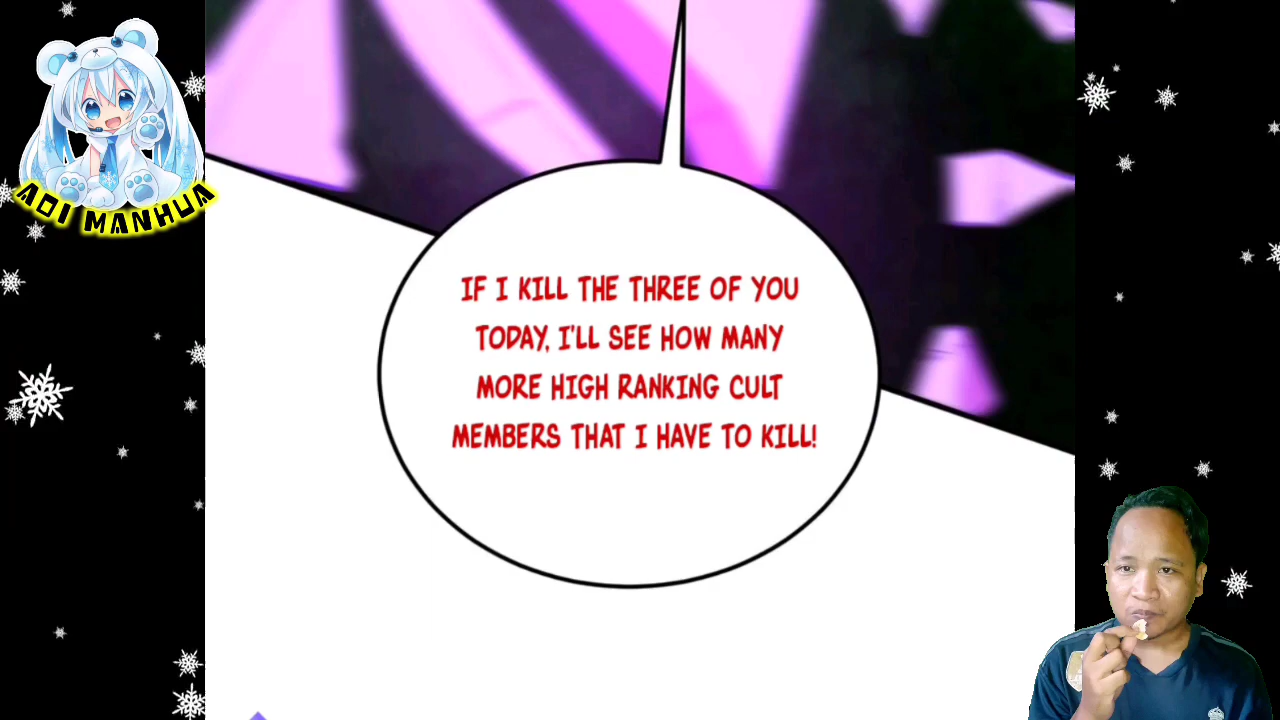 AOI MANHUA
IF I KILL THE THREE OF YOU
TODAY, I'LL SEE HOW MANY
MORE HIGH RANKING CULT
MEMBERS THAT I HAVE TO KILL!